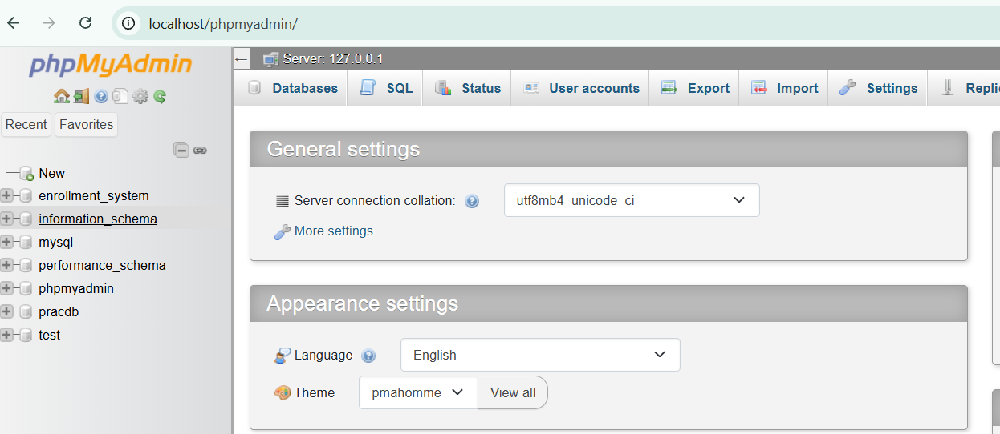 localhost/phpmyadmin/
phpMyAdmin
Recent Favorites
New
enrollment_system
information_schema
mysql
performance_schema
phpmyadmin
pracdb
test
Server: 127.0.0.1
Databases SQL Status User accounts Export Import Settings Replic
General settings
Server connection collation: utf8mb4_unicode_ci
More settings
Appearance settings
Language English
Theme pmahomme View all